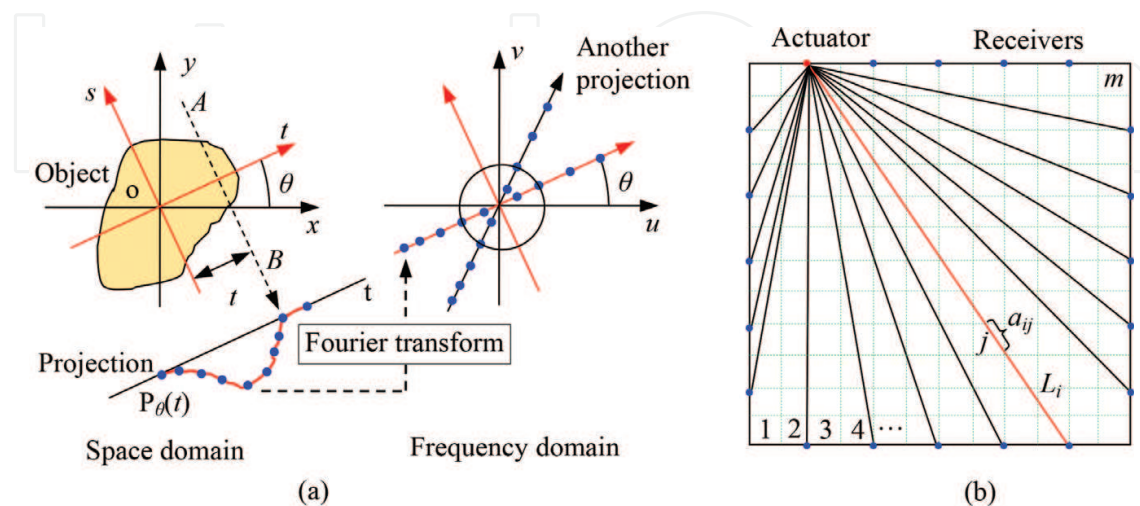 y
A
s
t
Object
θ
o
x
B
t
t
Projection
Pθ(t)
Space domain
Fourier transform
v
Another
projection
θ
u
Frequency domain
(a)
Actuator
Receivers
m
aij
j
Li
1 2 3 4 ...
(b)